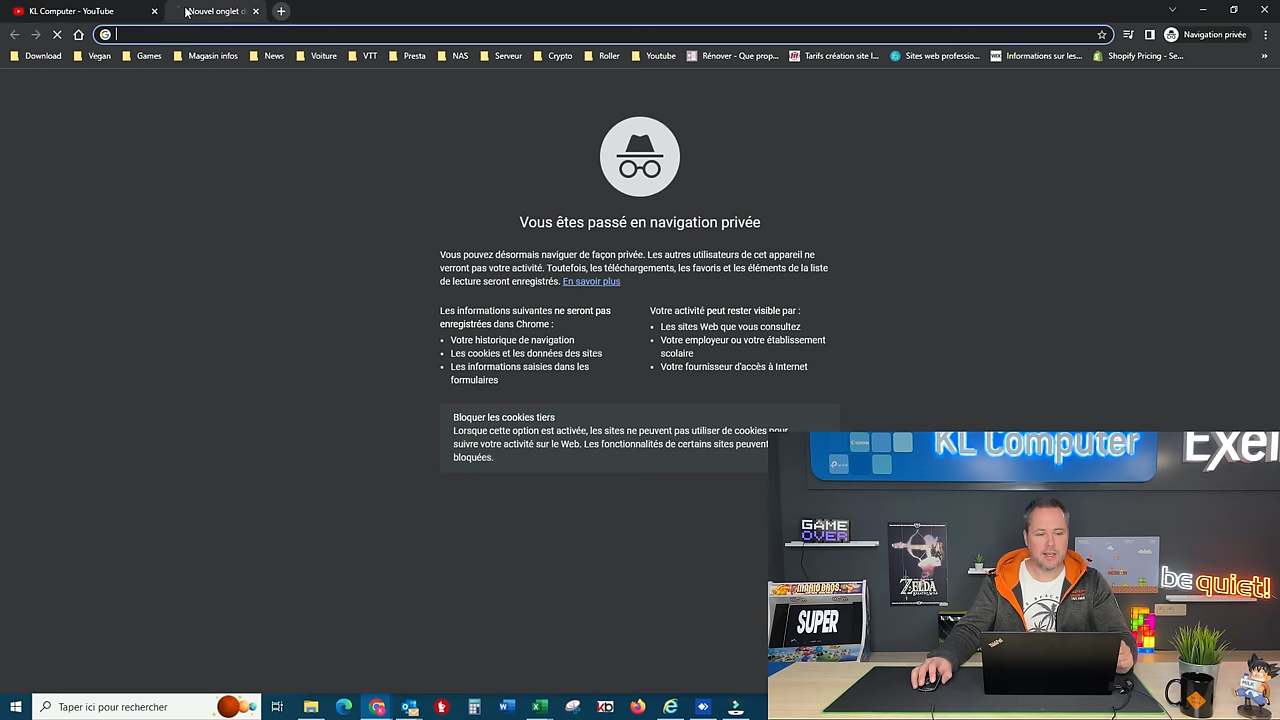 KL Computer - YouTube
Nouvel onglet d
Navigation privée
Download
Vegan
Games
Magasin infos
News
Voiture
VTT
Presta
NAS
Serveur
Crypto
Roller
Youtube
Rénover - Que prop...
Tarifs création site I...
Sites web professio...
WIX
Informations sur les...
Shopify Pricing - Se...
»
Vous êtes passé en navigation privée
Vous pouvez désormais naviguer de façon privée. Les autres utilisateurs de cet appareil ne
verront pas votre activité. Toutefois, les téléchargements, les favoris et les éléments de la liste
de lecture seront enregistrés. En savoir plus
Les informations suivantes ne seront pas
enregistrées dans Chrome :
• Votre historique de navigation
• Les cookies et les données des sites
• Les informations saisies dans les
formulaires
Votre activité peut rester visible par :
• Les sites Web que vous consultez
• Votre employeur ou votre établissement
scolaire
• Votre fournisseur d'accès à Internet
Bloquer les cookies tiers
Lorsque cette option est activée, les sites ne peuvent pas utiliser de cookies pour
suivre votre activité sur le Web. Les fonctionnalités de certains sites peuvent
bloquées.
Canon
KL Computer
Exel
GAME
OVER
ZELDA
be quiet!
MARIO BROS.
SUPER
ThinkPad
MILK
Taper ici pour rechercher